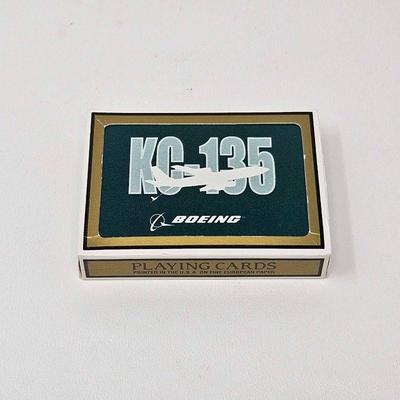 KC-135
BOEING
PLAYING CARDS
PRINTED IN THE U.S.A. ON FINE EUROPEAN PAPER